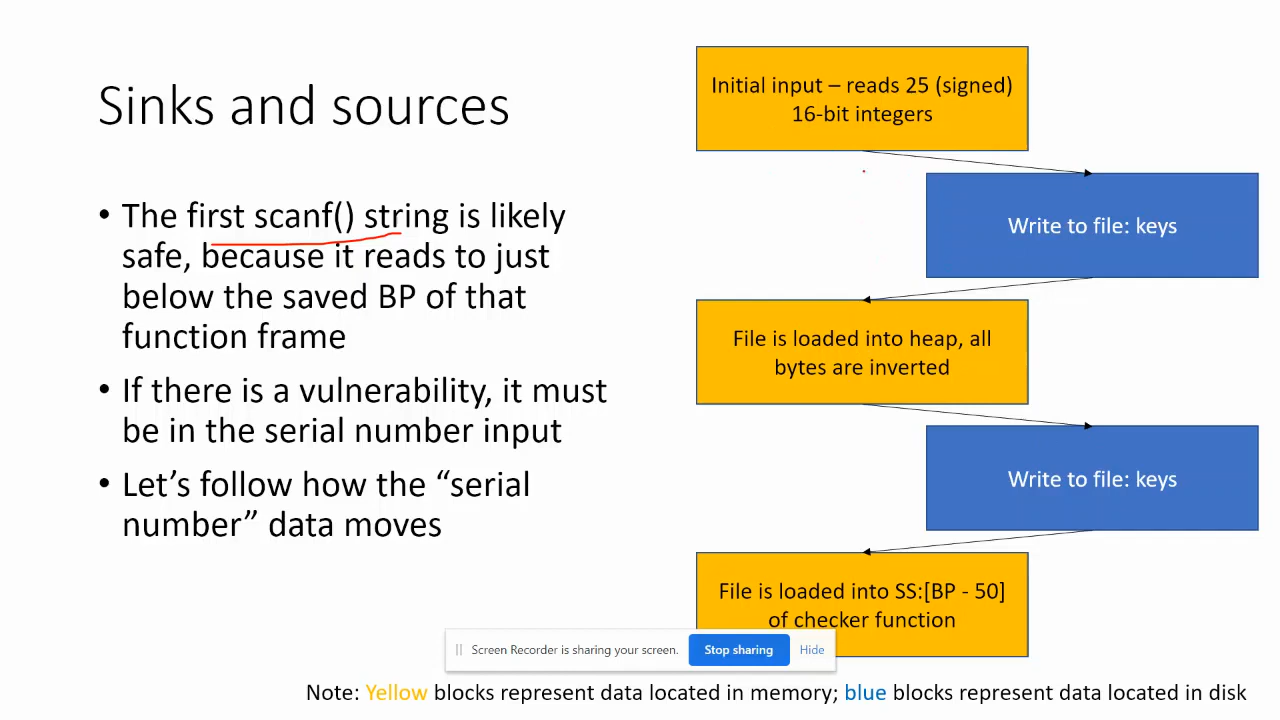 Sinks and sources
• The first scanf() string is likely
safe, because it reads to just
below the saved BP of that
function frame
• If there is a vulnerability, it must
be in the serial number input
• Let’s follow how the “serial
number” data moves
Initial input – reads 25 (signed)
16-bit integers
Write to file: keys
File is loaded into heap, all
bytes are inverted
Write to file: keys
File is loaded into SS:[BP - 50]
of checker function
Screen Recorder is sharing your screen. Stop sharing Hide
Note: Yellow blocks represent data located in memory; blue blocks represent data located in disk